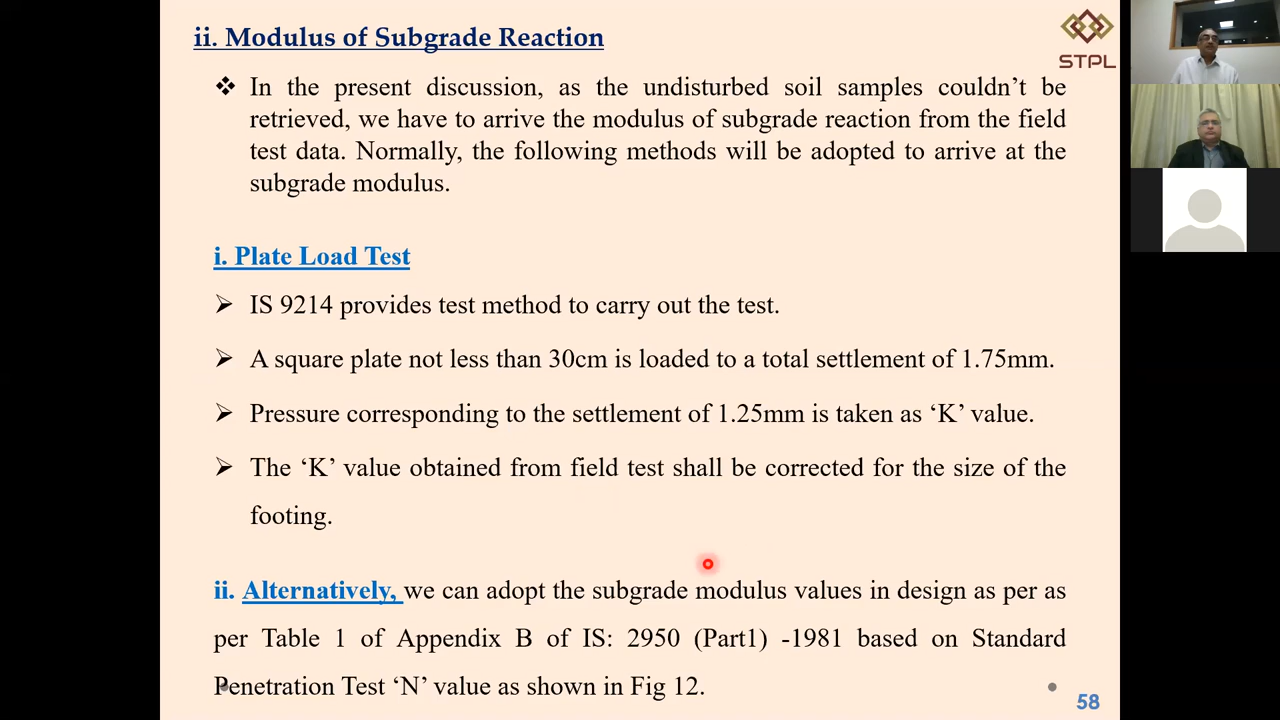 ii. Modulus of Subgrade Reaction
STPL
❖ In the present discussion, as the undisturbed soil samples couldn't be
retrieved, we have to arrive the modulus of subgrade reaction from the field
test data. Normally, the following methods will be adopted to arrive at the
subgrade modulus.
i. Plate Load Test
➢ IS 9214 provides test method to carry out the test.
➢ A square plate not less than 30cm is loaded to a total settlement of 1.75mm.
➢ Pressure corresponding to the settlement of 1.25mm is taken as ‘K’ value.
➢ The ‘K’ value obtained from field test shall be corrected for the size of the
footing.
ii. Alternatively, we can adopt the subgrade modulus values in design as per as
per Table 1 of Appendix B of IS: 2950 (Part1) -1981 based on Standard
Penetration Test ‘N’ value as shown in Fig 12.
58